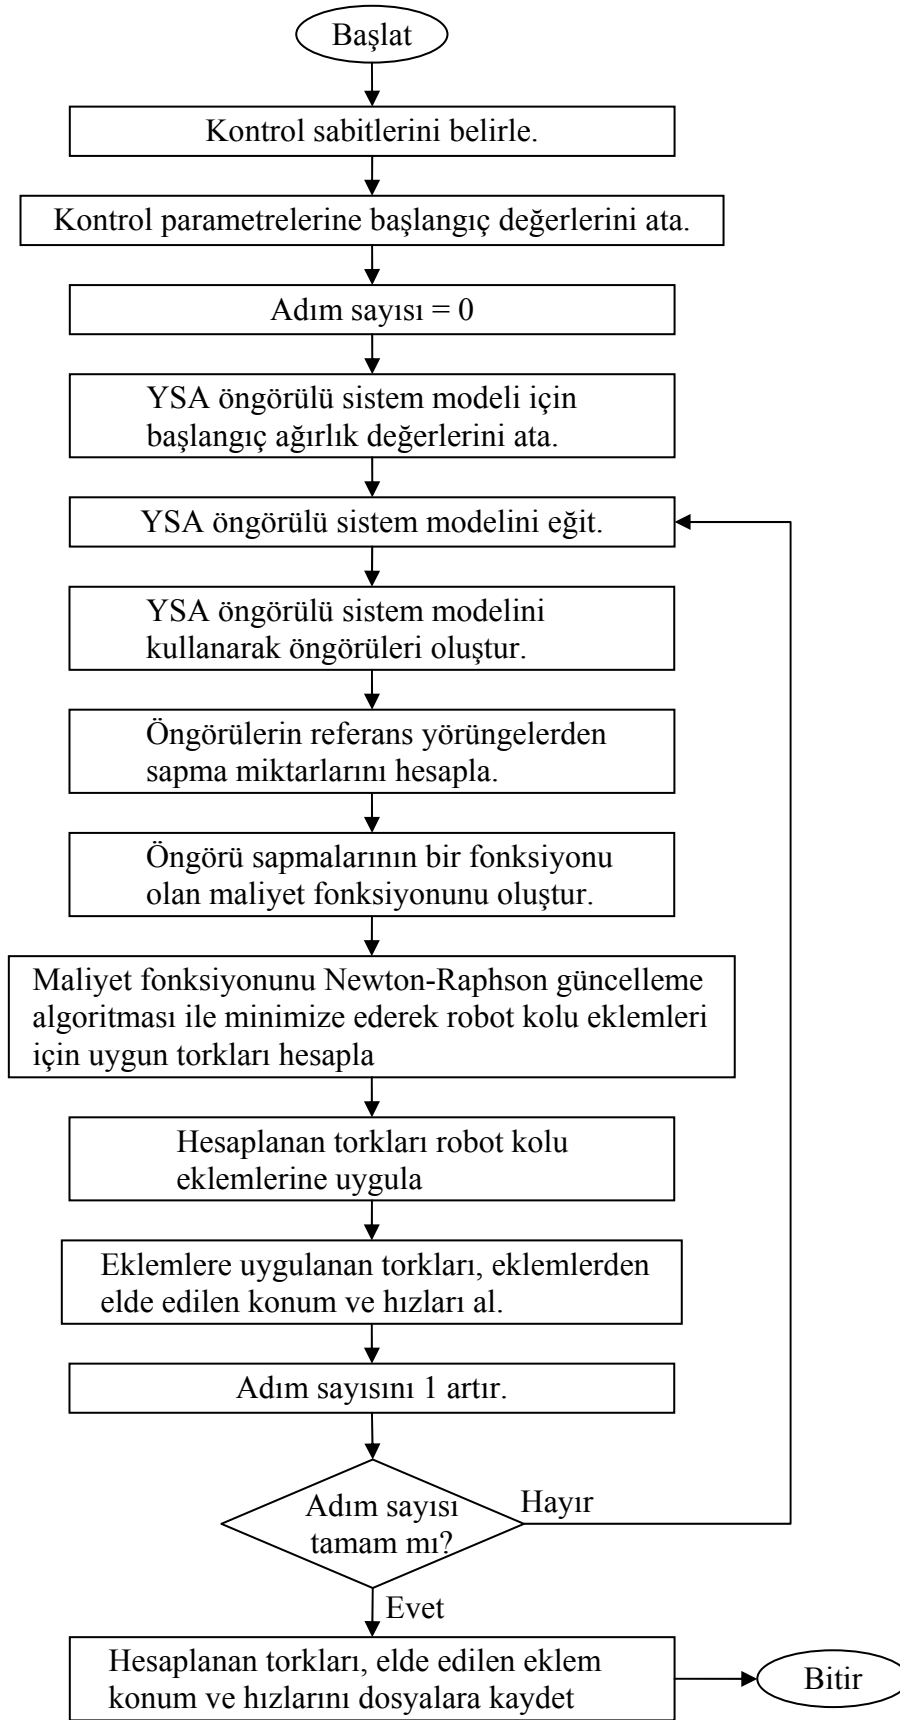 Başlat
Kontrol sabitlerini belirle.
Kontrol parametrelerine başlangıç değerlerini ata.
Adım sayısı = 0
YSA öngörülü sistem modeli için
başlangıç ağırlık değerlerini ata.
YSA öngörülü sistem modelini eğit.
YSA öngörülü sistem modelini
kullanarak öngörüleri oluştur.
Öngörülerin referans yörüngelerden
sapma miktarlarını hesapla.
Öngörü sapmalarının bir fonksiyonu
olan maliyet fonksiyonunu oluştur.
Maliyet fonksiyonunu Newton-Raphson güncelleme
algoritması ile minimize ederek robot kolu eklemleri
için uygun torkları hesapla
Hesaplanan torkları robot kolu
eklemlerine uygula
Eklemlere uygulanan torkları, eklemlerden
elde edilen konum ve hızları al.
Adım sayısını 1 artır.
Adım sayısı
tamam mı?
Hayır
Evet
Hesaplanan torkları, elde edilen eklem
konum ve hızlarını dosyalara kaydet
Bitir